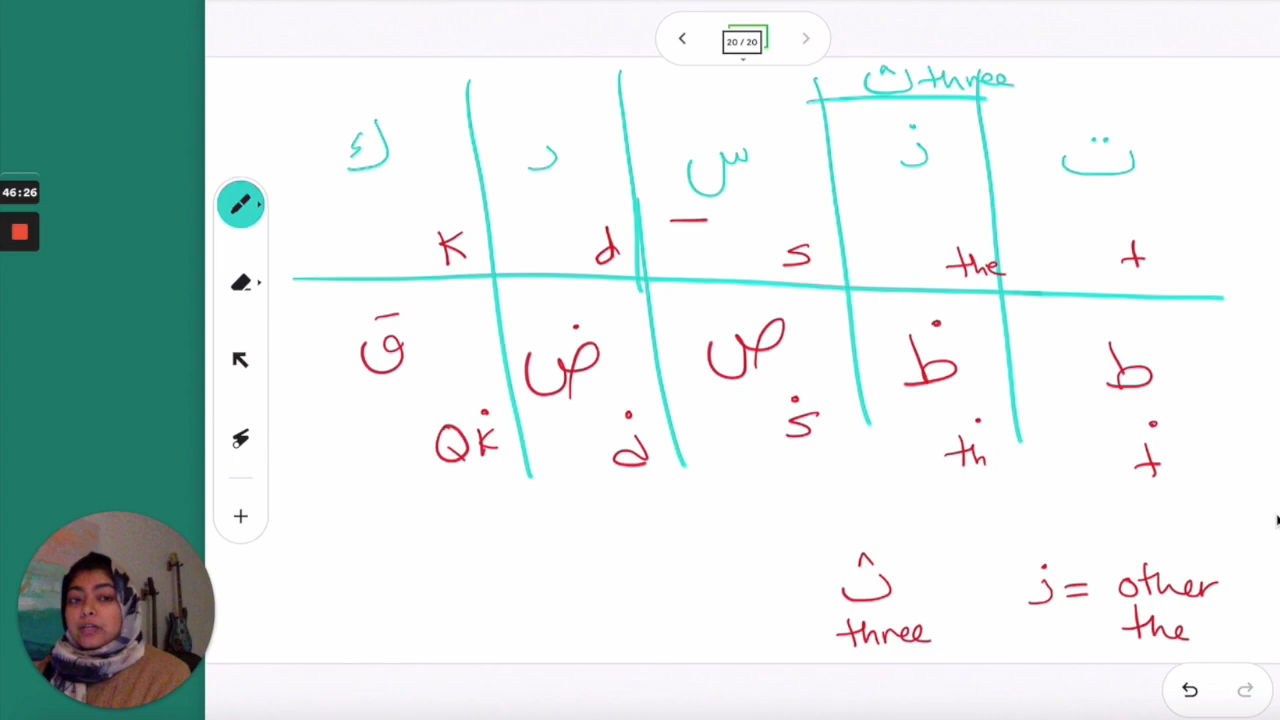 20 / 20
46:26
ث three
ت ذ س د ك
K d s the t
ط ظ ص ض ق
QK d s th t
ث ذ = other
three the